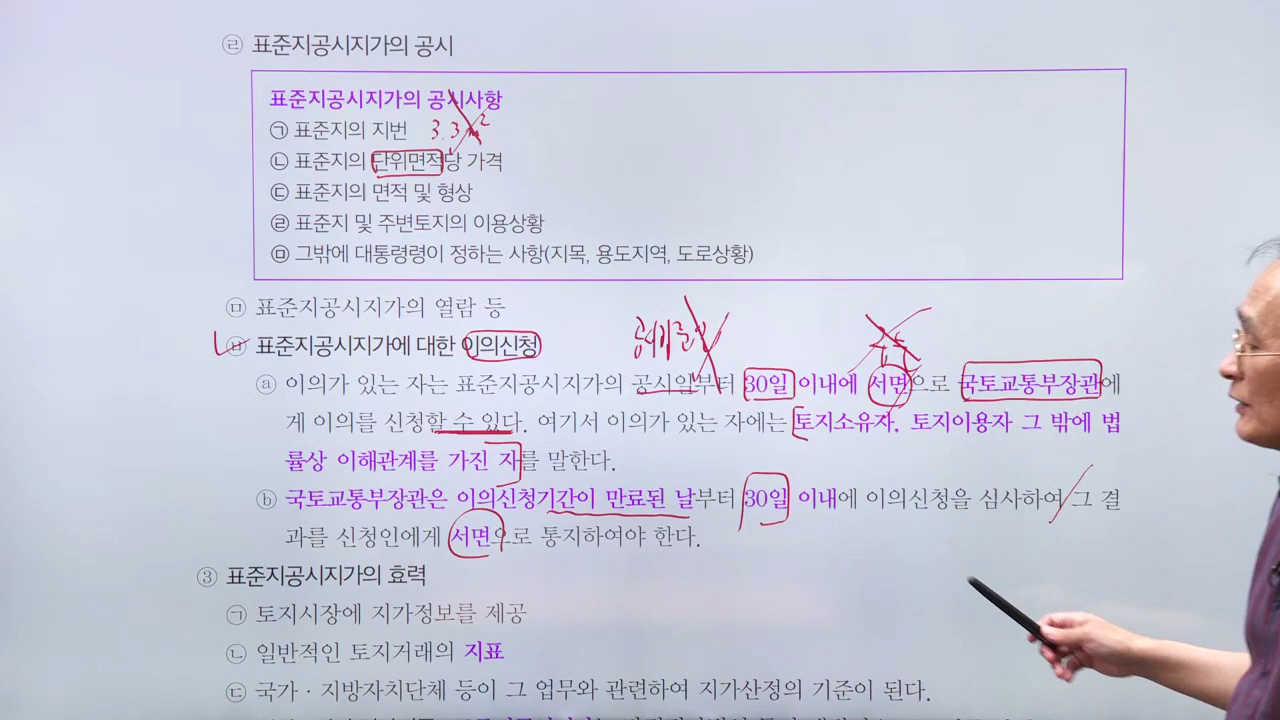 ㉣ 표준지공시지가의 공시
표준지공시지가의 공시사항
㉠ 표준지의 지번 3.3m²
㉡ 표준지의 단위면적당 가격
㉢ 표준지의 면적 및 형상
㉣ 표준지 및 주변토지의 이용상황
㉤ 그밖에 대통령령이 정하는 사항(지목, 용도지역, 도로상황)
㉤ 표준지공시지가의 열람 등
㉥ 표준지공시지가에 대한 이의신청
ⓐ 이의가 있는 자는 표준지공시지가의 공시일부터 30일 이내에 서면으로 국토교통부장관에
게 이의를 신청할 수 있다. 여기서 이의가 있는 자에는 토지소유자, 토지이용자 그 밖에 법
률상 이해관계를 가진 자를 말한다.
ⓑ 국토교통부장관은 이의신청기간이 만료된 날부터 30일 이내에 이의신청을 심사하여 그 결
과를 신청인에게 서면으로 통지하여야 한다.
③ 표준지공시지가의 효력
㉠ 토지시장에 지가정보를 제공
㉡ 일반적인 토지거래의 지표
㉢ 국가·지방자치단체 등이 그 업무와 관련하여 지가산정의 기준이 된다.